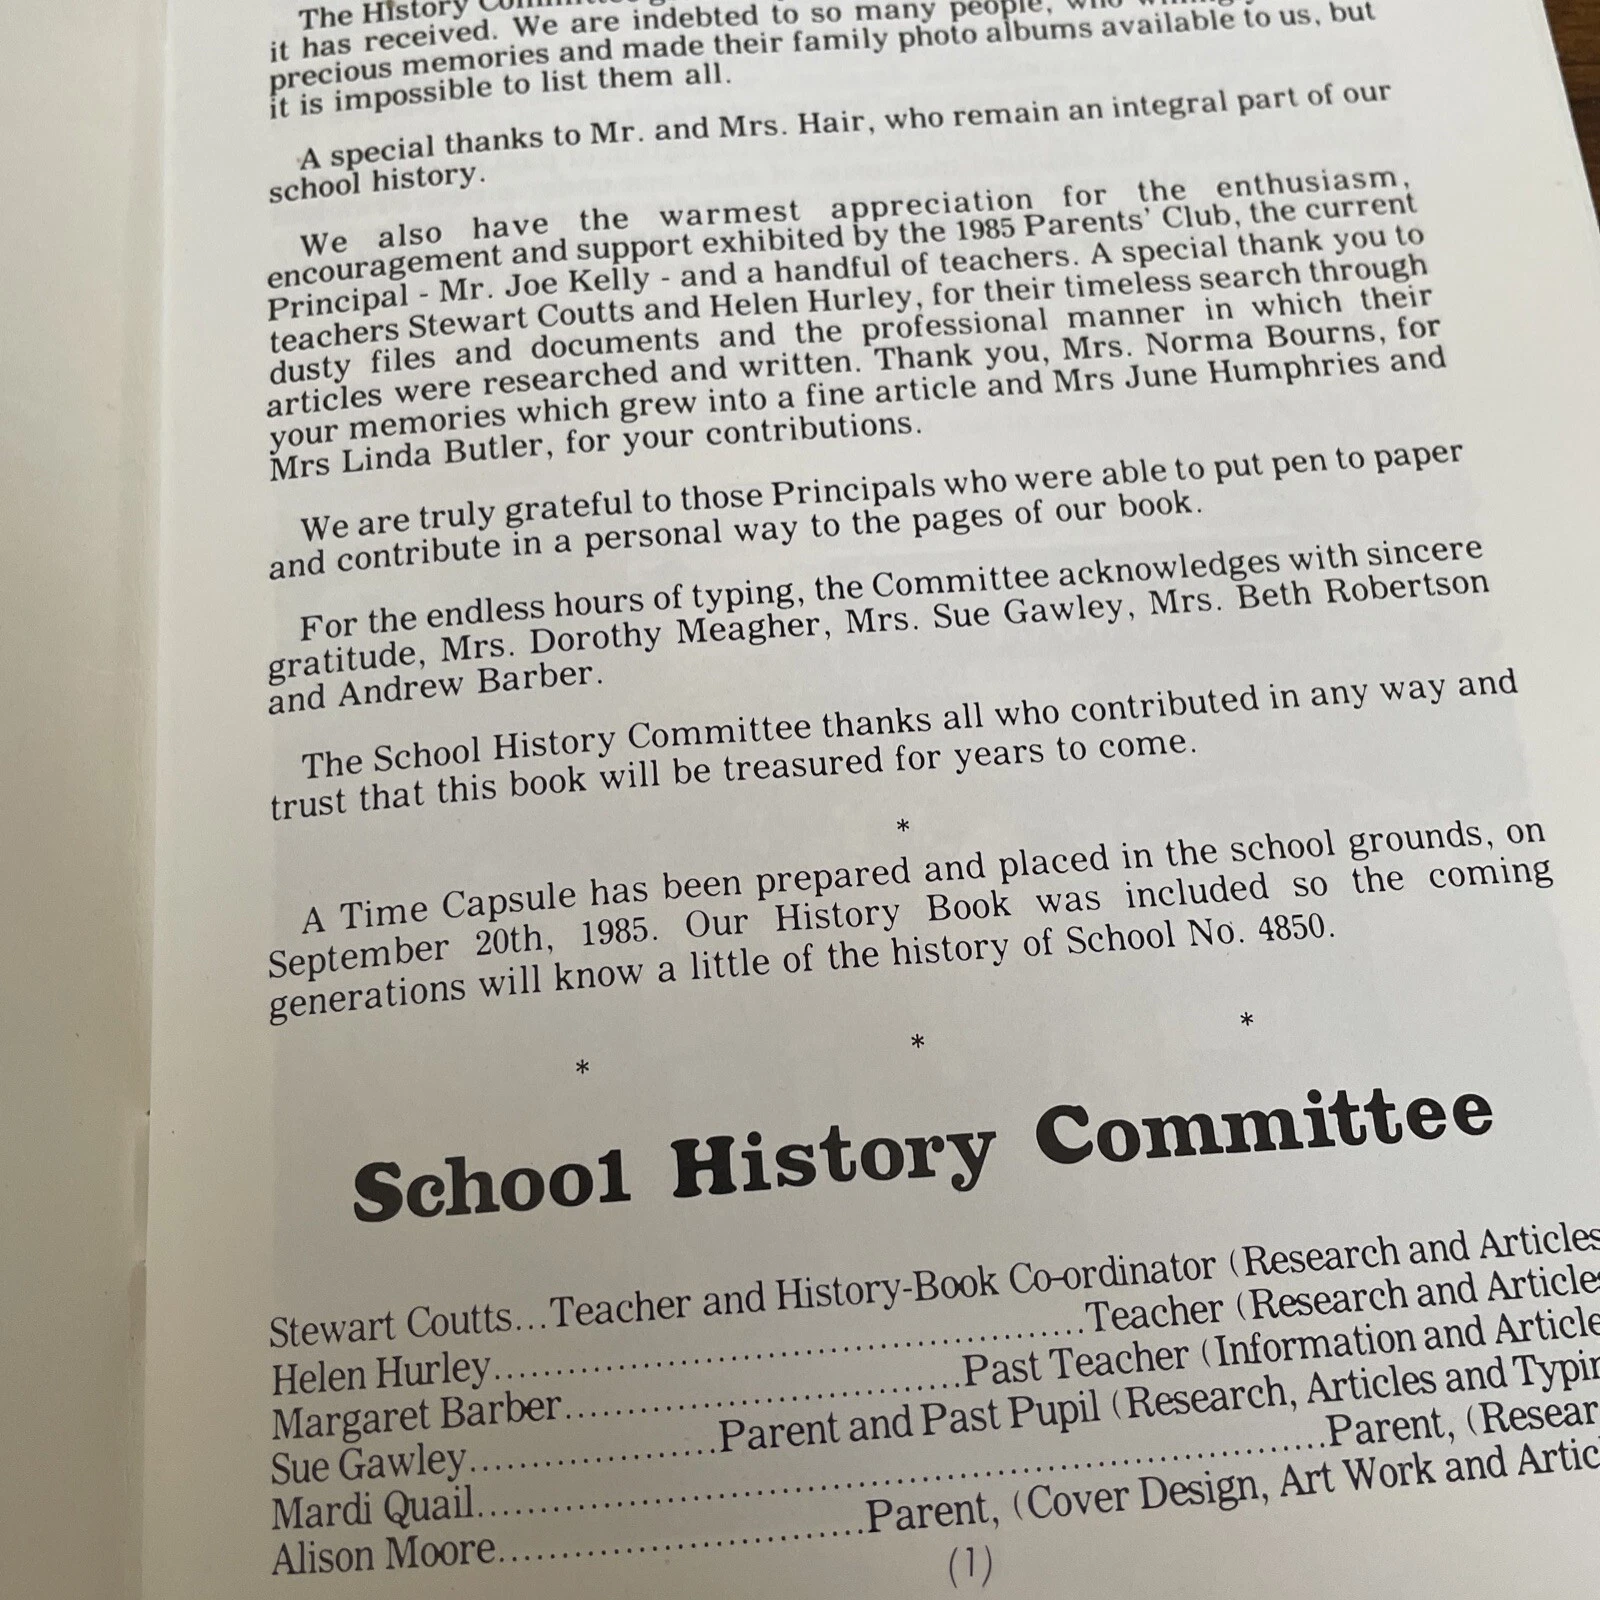 The History
it has received. We are indebted to so many people,
precious memories and made their family photo albums available to us, but
it is impossible to list them all.
A special thanks to Mr. and Mrs. Hair, who remain an integral part of our
school history.
We also have the warmest appreciation for the enthusiasm,
encouragement and support exhibited by the 1985 Parents' Club, the current
Principal - Mr. Joe Kelly - and a handful of teachers. A special thank you to
teachers Stewart Coutts and Helen Hurley, for their timeless search through
dusty files and documents and the professional manner in which their
articles were researched and written. Thank you, Mrs. Norma Bourns, for
your memories which grew into a fine article and Mrs June Humphries and
Mrs Linda Butler, for your contributions.
We are truly grateful to those Principals who were able to put pen to paper
and contribute in a personal way to the pages of our book.
For the endless hours of typing, the Committee acknowledges with sincere
gratitude, Mrs. Dorothy Meagher, Mrs. Sue Gawley, Mrs. Beth Robertson
and Andrew Barber.
The School History Committee thanks all who contributed in any way and
trust that this book will be treasured for years to come.
*
A Time Capsule has been prepared and placed in the school grounds, on
September 20th, 1985. Our History Book was included so the coming
generations will know a little of the history of School No. 4850.
* * *
School History Committee
Stewart Coutts...Teacher and History-Book Co-ordinator (Research and Articles
Helen Hurley..........Teacher (Research and Article
Margaret Barber..........Past Teacher (Information and Article
Sue Gawley..........Parent and Past Pupil (Research, Articles and Typin
Mardi Quail..........Parent, (Resear
Alison Moore..........Parent, (Cover Design, Art Work and Artic
(1)